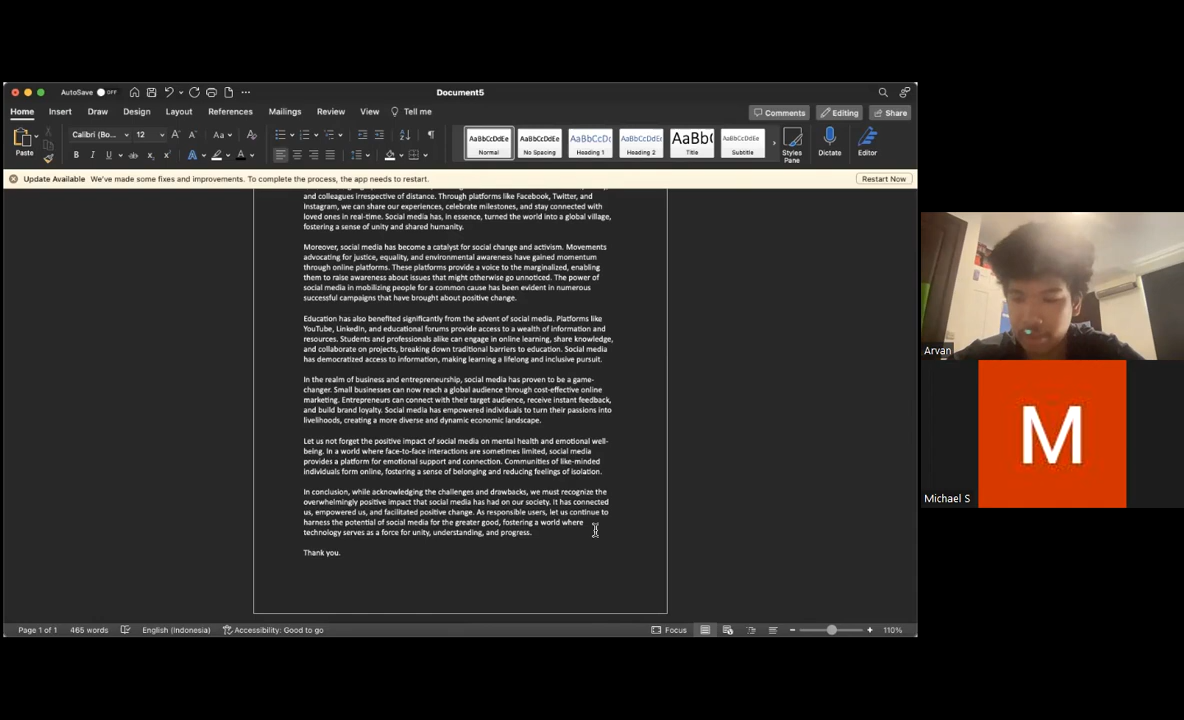 AutoSave OFF
Document5
Home Insert Draw Design Layout References Mailings Review View Tell me
Comments Editing Share
Paste
Calibri (Bo... 12
AaBbCcDdEe AaBbCcDdEe AaBbCcDc AaBbCcDdE AaBb( AaBbCcDdEe
Normal No Spacing Heading 1 Heading 2 Title Subtitle
Styles Pane
Dictate
Editor
Update Available We've made some fixes and improvements. To complete the process, the app needs to restart.
Restart Now
and colleagues irrespective of distance. Through platforms like Facebook, Twitter, and
Instagram, we can share our experiences, celebrate milestones, and stay connected with
loved ones in real-time. Social media has, in essence, turned the world into a global village,
fostering a sense of unity and shared humanity.
Moreover, social media has become a catalyst for social change and activism. Movements
advocating for justice, equality, and environmental awareness have gained momentum
through online platforms. These platforms provide a voice to the marginalized, enabling
them to raise awareness about issues that might otherwise go unnoticed. The power of
social media in mobilizing people for a common cause has been evident in numerous
successful campaigns that have brought about positive change.
Education has also benefited significantly from the advent of social media. Platforms like
YouTube, LinkedIn, and educational forums provide access to a wealth of information and
resources. Students and professionals alike can engage in online learning, share knowledge,
and collaborate on projects, breaking down traditional barriers to education. Social media
has democratized access to information, making learning a lifelong and inclusive pursuit.
In the realm of business and entrepreneurship, social media has proven to be a game-
changer. Small businesses can now reach a global audience through cost-effective online
marketing. Entrepreneurs can connect with their target audience, receive instant feedback,
and build brand loyalty. Social media has empowered individuals to turn their passions into
livelihoods, creating a more diverse and dynamic economic landscape.
Let us not forget the positive impact of social media on mental health and emotional well-
being. In a world where face-to-face interactions are sometimes limited, social media
provides a platform for emotional support and connection. Communities of like-minded
individuals form online, fostering a sense of belonging and reducing feelings of isolation.
In conclusion, while acknowledging the challenges and drawbacks, we must recognize the
overwhelmingly positive impact that social media has had on our society. It has connected
us, empowered us, and facilitated positive change. As responsible users, let us continue to
harness the potential of social media for the greater good, fostering a world where
technology serves as a force for unity, understanding, and progress.
Thank you.
Page 1 of 1 465 words English (Indonesia) Accessibility: Good to go
Focus
110%
Arvan
M
Michael S